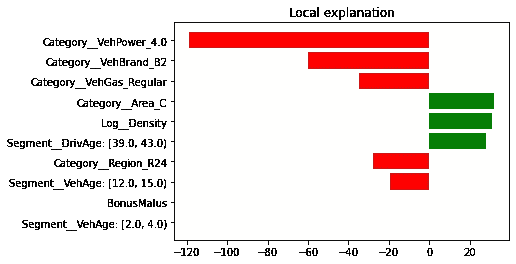 Local explanation
Category__VehPower_4.0
Category__VehBrand_B2
Category__VehGas_Regular
Category__Area_C
Log__Density
Segment__DrivAge: [39.0, 43.0)
Category__Region_R24
Segment__VehAge: [12.0, 15.0)
BonusMalus
Segment__VehAge: [2.0, 4.0)
−120 −100 −80 −60 −40 −20 0 20